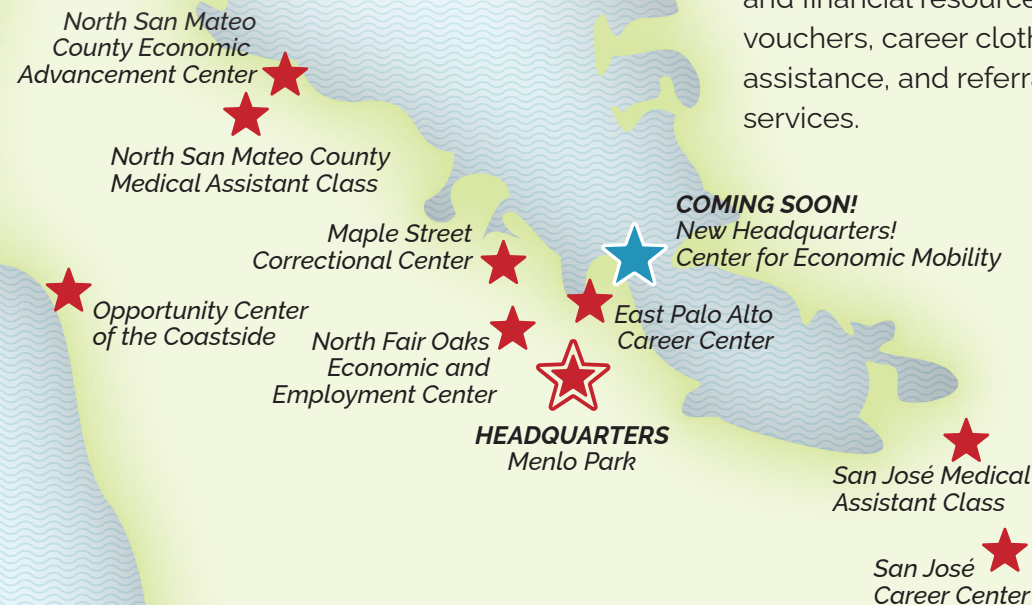 and financial resource
vouchers, career cloth
assistance, and referra
services.
North San Mateo
County Economic
Advancement Center
North San Mateo County
Medical Assistant Class
COMING SOON!
New Headquarters!
Center for Economic Mobility
Maple Street
Correctional Center
Opportunity Center
of the Coastside
East Palo Alto
Career Center
North Fair Oaks
Economic and
Employment Center
HEADQUARTERS
Menlo Park
San José Medical
Assistant Class
San José
Career Center